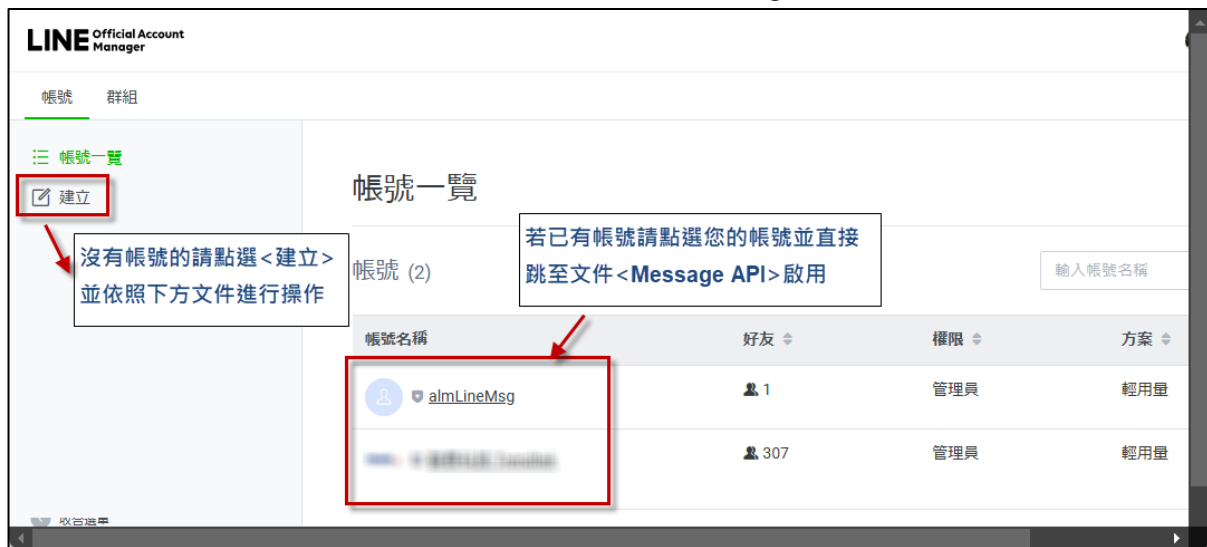 LINE Official Account Manager
帳號 群組
帳號一覽
建立
帳號一覽
沒有帳號的請點選<建立>
並依照下方文件進行操作
若已有帳號請點選您的帳號並直接
跳至文件<Message API>啟用
帳號 (2)
輸入帳號名稱
帳號名稱 好友 權限 方案
almLineMsg 1 管理員 輕用量
307 管理員 輕用量